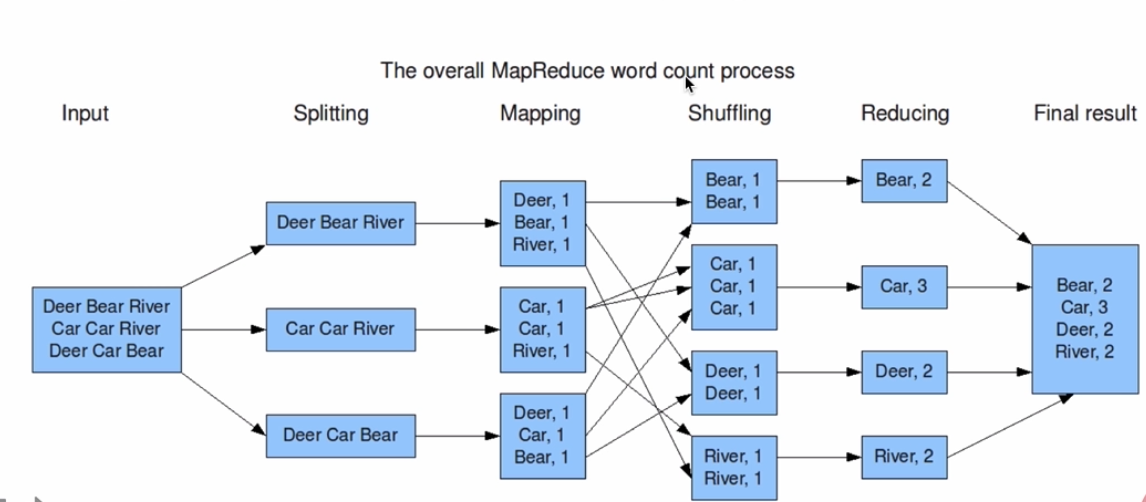 The overall MapReduce word count process
Input
Splitting
Mapping
Shuffling
Reducing
Final result
Deer Bear River
Car Car River
Deer Car Bear
Deer Bear River
Car Car River
Deer Car Bear
Deer, 1
Bear, 1
River, 1
Car, 1
Car, 1
River, 1
Deer, 1
Car, 1
Bear, 1
Bear, 1
Bear, 1
Car, 1
Car, 1
Car, 1
Deer, 1
Deer, 1
River, 1
River, 1
Bear, 2
Car, 3
Deer, 2
River, 2
Bear, 2
Car, 3
Deer, 2
River, 2